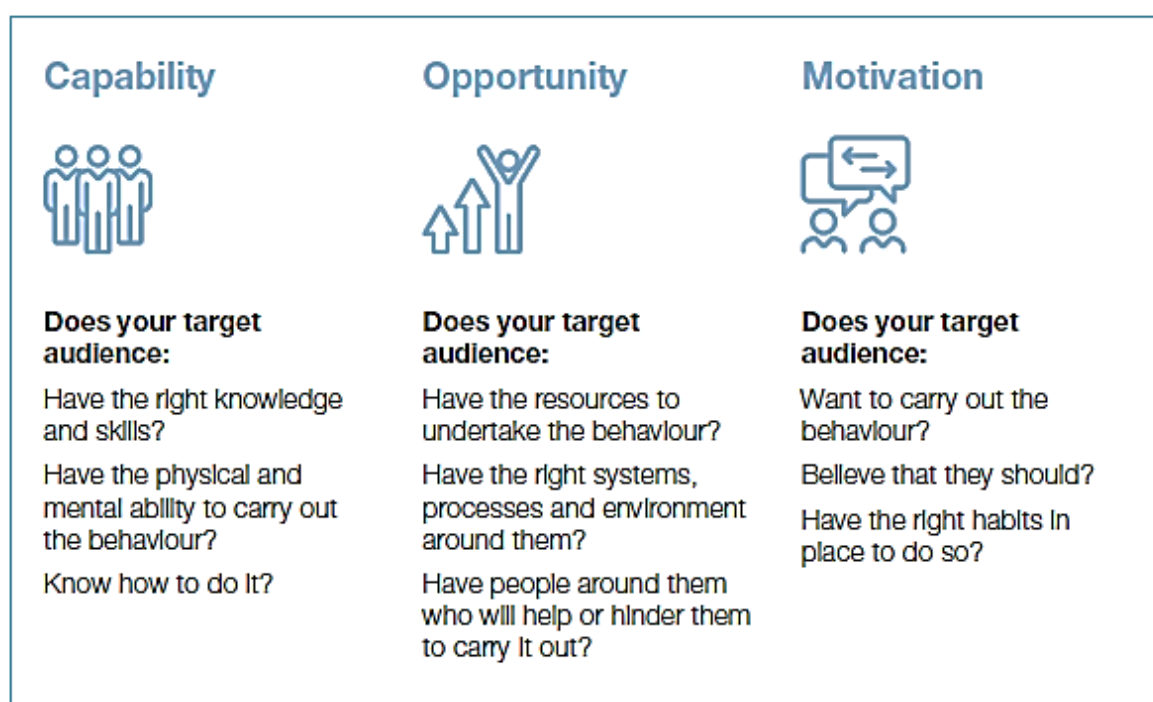 Capability
Does your target
audience:
Have the right knowledge
and skills?
Have the physical and
mental ability to carry out
the behaviour?
Know how to do it?
Opportunity
Does your target
audience:
Have the resources to
undertake the behaviour?
Have the right systems,
processes and environment
around them?
Have people around them
who will help or hinder them
to carry it out?
Motivation
Does your target
audience:
Want to carry out the
behaviour?
Believe that they should?
Have the right habits in
place to do so?